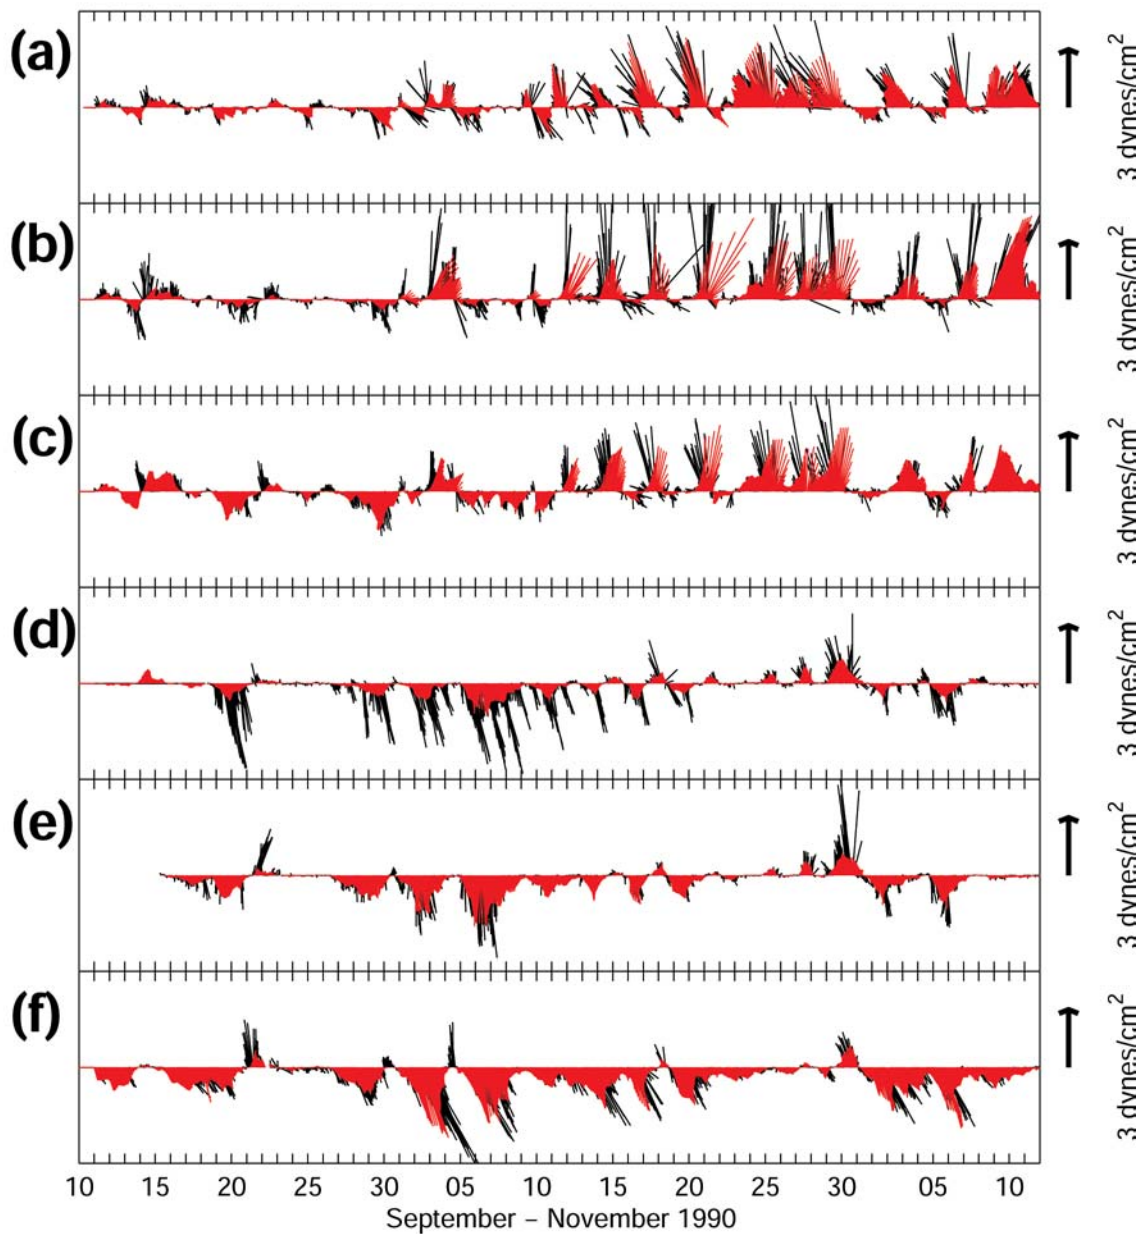 (a)
3 dynes/cm²
(b)
3 dynes/cm²
(c)
3 dynes/cm²
(d)
3 dynes/cm²
(e)
3 dynes/cm²
(f)
3 dynes/cm²
10 15 20 25 30 05 10 15 20 25 30 05 10
September – November 1990